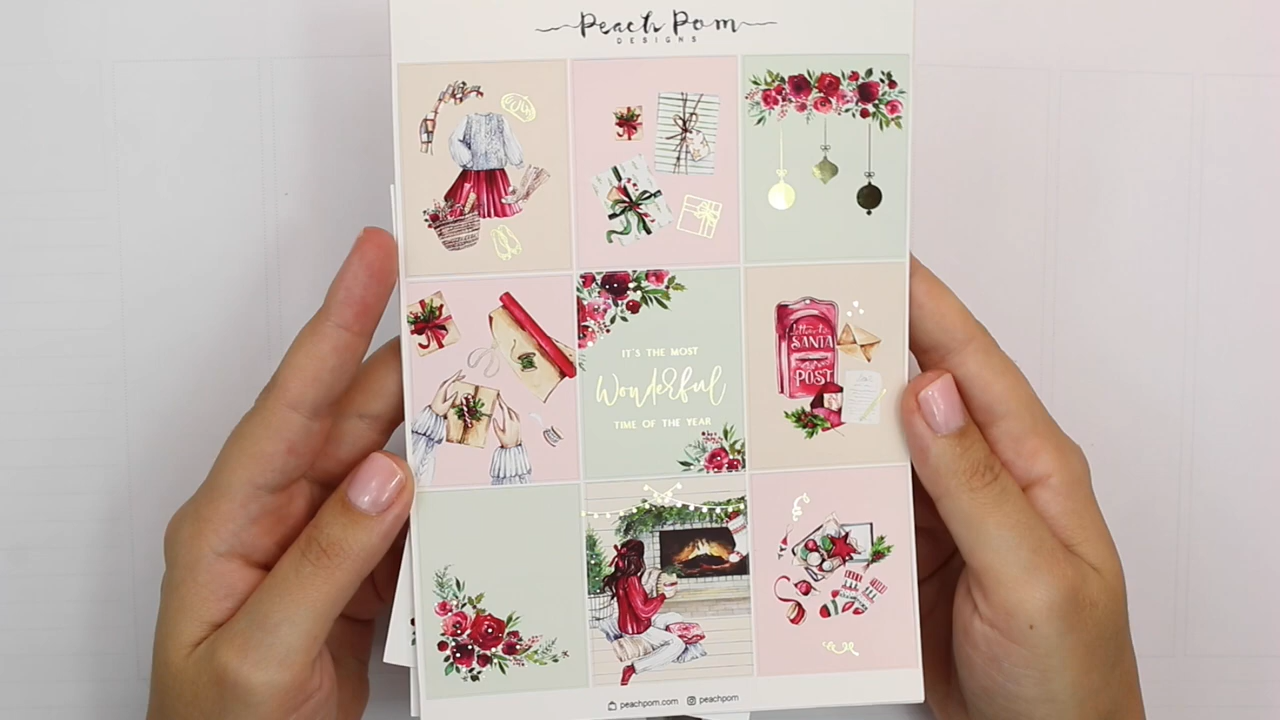 Peach Pom
DESIGNS
IT'S THE MOST
Wonderful
TIME OF THE YEAR
letters to
SANTA
POST
peachpom.com peachpom